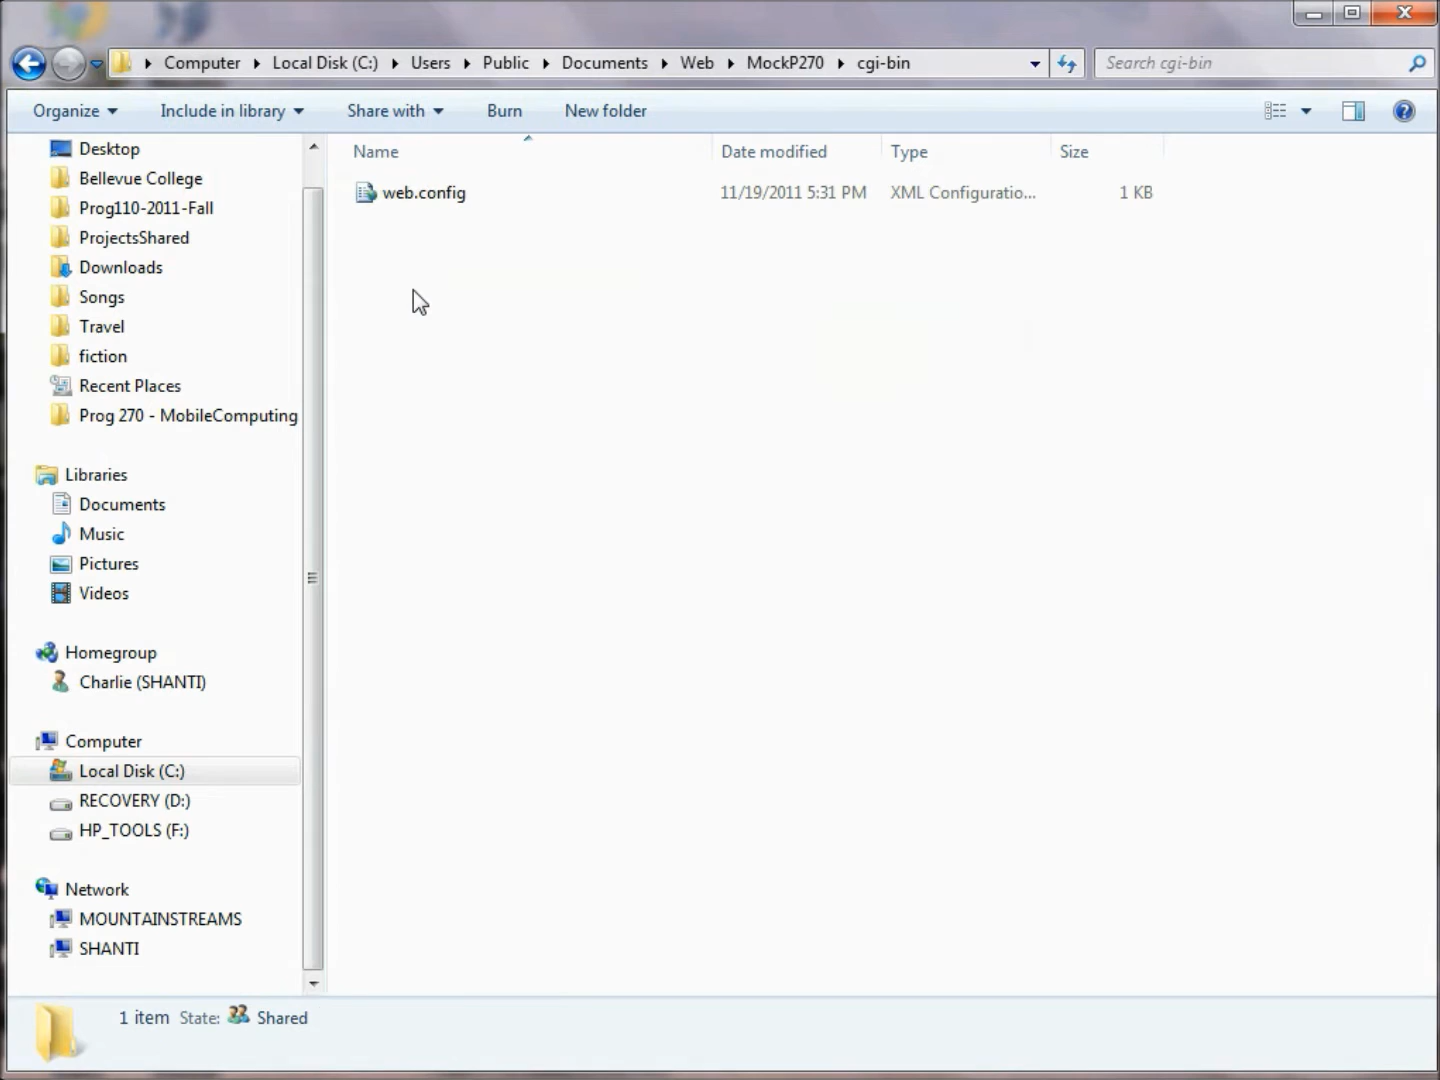 Computer Local Disk (C:) Users Public Documents Web MockP270 cgi-bin
Search cgi-bin
Organize Include in library Share with Burn New folder
Name Date modified Type Size
web.config 11/19/2011 5:31 PM XML Configuratio... 1 KB
Desktop
Bellevue College
Prog110-2011-Fall
ProjectsShared
Downloads
Songs
Travel
fiction
Recent Places
Prog 270 - MobileComputing
Libraries
Documents
Music
Pictures
Videos
Homegroup
Charlie (SHANTI)
Computer
Local Disk (C:)
RECOVERY (D:)
HP_TOOLS (F:)
Network
MOUNTAINSTREAMS
SHANTI
1 item State: Shared